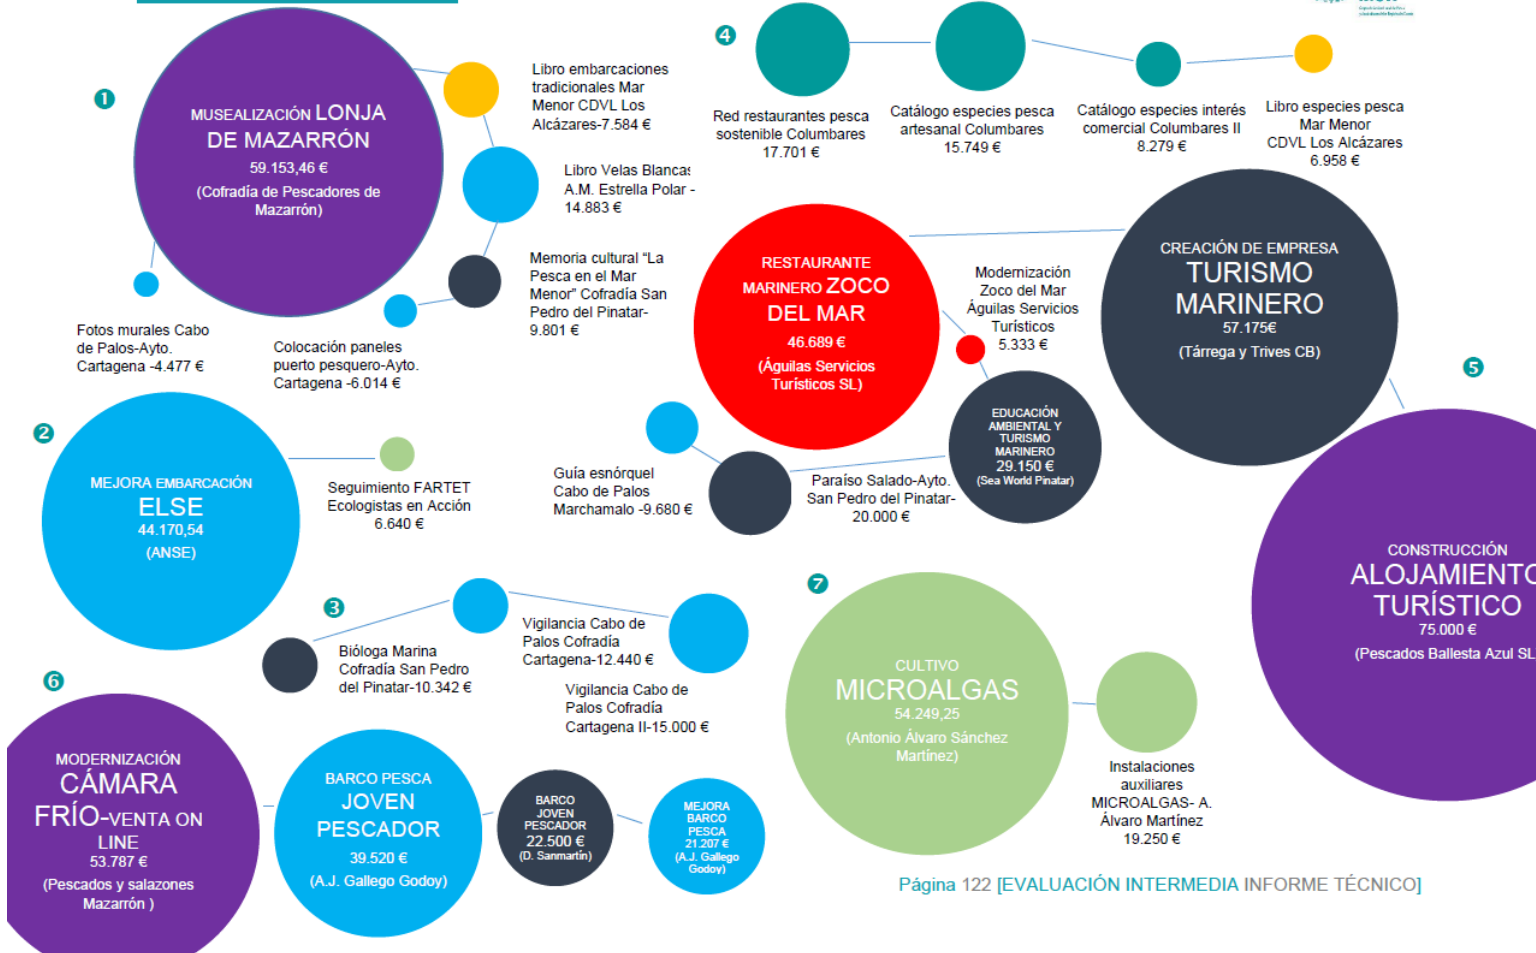 1
MUSEALIZACIÓN LONJA
DE MAZARRÓN
59.153,46 €
(Cofradía de Pescadores de
Mazarrón)
Libro embarcaciones
tradicionales Mar
Menor CDVL Los
Alcázares-7.584 €
Libro Velas Blancas
A.M. Estrella Polar -
14.883 €
Memoria cultural “La
Pesca en el Mar
Menor” Cofradía San
Pedro del Pinatar-
9.801 €
Fotos murales Cabo
de Palos-Ayto.
Cartagena -4.477 €
Colocación paneles
puerto pesquero-Ayto.
Cartagena -6.014 €
4
Red restaurantes pesca
sostenible Columbares
17.701 €
Catálogo especies pesca
artesanal Columbares
15.749 €
Catálogo especies interés
comercial Columbares II
8.279 €
Libro especies pesca
Mar Menor
CDVL Los Alcázares
6.958 €
RESTAURANTE
MARINERO ZOCO
DEL MAR
46.689 €
(Águilas Servicios
Turísticos SL)
Modernización
Zoco del Mar
Águilas Servicios
Turísticos
5.333 €
CREACIÓN DE EMPRESA
TURISMO
MARINERO
57.175€
(Tárrega y Trives CB)
5
EDUCACIÓN
AMBIENTAL Y
TURISMO
MARINERO
29.150 €
(Sea World Pinatar)
Guía esnórquel
Cabo de Palos
Marchamalo -9.680 €
Paraíso Salado-Ayto.
San Pedro del Pinatar-
20.000 €
CONSTRUCCIÓN
ALOJAMIENTO
TURÍSTICO
75.000 €
(Pescados Ballesta Azul SL
2
MEJORA EMBARCACIÓN
ELSE
44.170,54
(ANSE)
Seguimiento FARTET
Ecologistas en Acción
6.640 €
3
Bióloga Marina
Cofradía San Pedro
del Pinatar-10.342 €
Vigilancia Cabo de
Palos Cofradía
Cartagena-12.440 €
Vigilancia Cabo de
Palos Cofradía
Cartagena II-15.000 €
6
MODERNIZACIÓN
CÁMARA
FRÍO-VENTA ON
LINE
53.787 €
(Pescados y salazones
Mazarrón )
BARCO PESCA
JOVEN
PESCADOR
39.520 €
(A.J. Gallego Godoy)
BARCO
JOVEN
PESCADOR
22.500 €
(D. Sanmartín)
MEJORA
BARCO
PESCA
21.207 €
(A.J. Gallego
Godoy)
7
CULTIVO
MICROALGAS
54.249,25
(Antonio Álvaro Sánchez
Martínez)
Instalaciones
auxiliares
MICROALGAS- A.
Álvaro Martínez
19.250 €
Página 122 [EVALUACIÓN INTERMEDIA INFORME TÉCNICO]